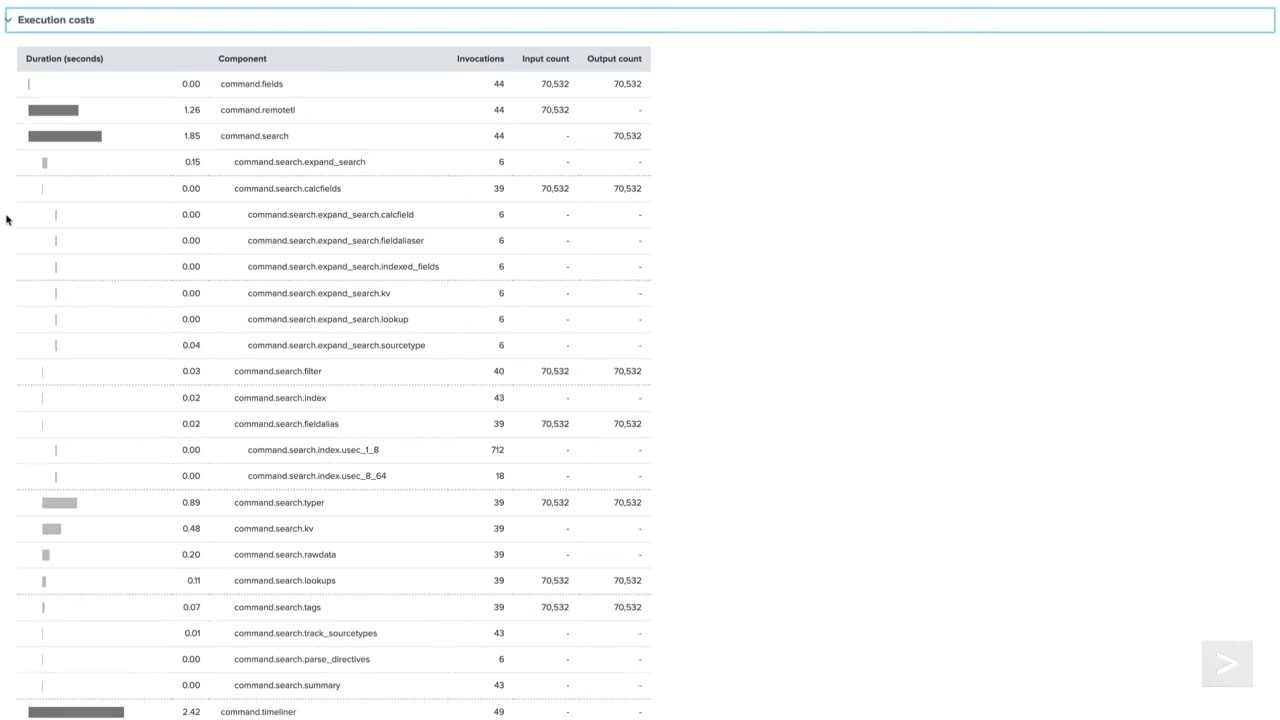 Execution costs
Duration (seconds) Component Invocations Input count Output count
0.00 command.fields 44 70,532 70,532
1.26 command.remotetl 44 70,532 -
1.85 command.search 44 - 70,532
0.15 command.search.expand_search 6 - -
0.00 command.search.calcfields 39 70,532 70,532
0.00 command.search.expand_search.calcfield 6 - -
0.00 command.search.expand_search.fieldaliaser 6 - -
0.00 command.search.expand_search.indexed_fields 6 - -
0.00 command.search.expand_search.kv 6 - -
0.00 command.search.expand_search.lookup 6 - -
0.04 command.search.expand_search.sourcetype 6 - -
0.03 command.search.filter 40 70,532 70,532
0.02 command.search.index 43 - -
0.02 command.search.fieldalias 39 70,532 70,532
0.00 command.search.index.usec_1_8 712 - -
0.00 command.search.index.usec_8_64 18 - -
0.89 command.search.typer 39 70,532 70,532
0.48 command.search.kv 39 - -
0.20 command.search.rawdata 39 - -
0.11 command.search.lookups 39 70,532 70,532
0.07 command.search.tags 39 70,532 70,532
0.01 command.search.track_sourcetypes 43 - -
0.00 command.search.parse_directives 6 - -
0.00 command.search.summary 43 - -
2.42 command.timeliner 49 - -
>